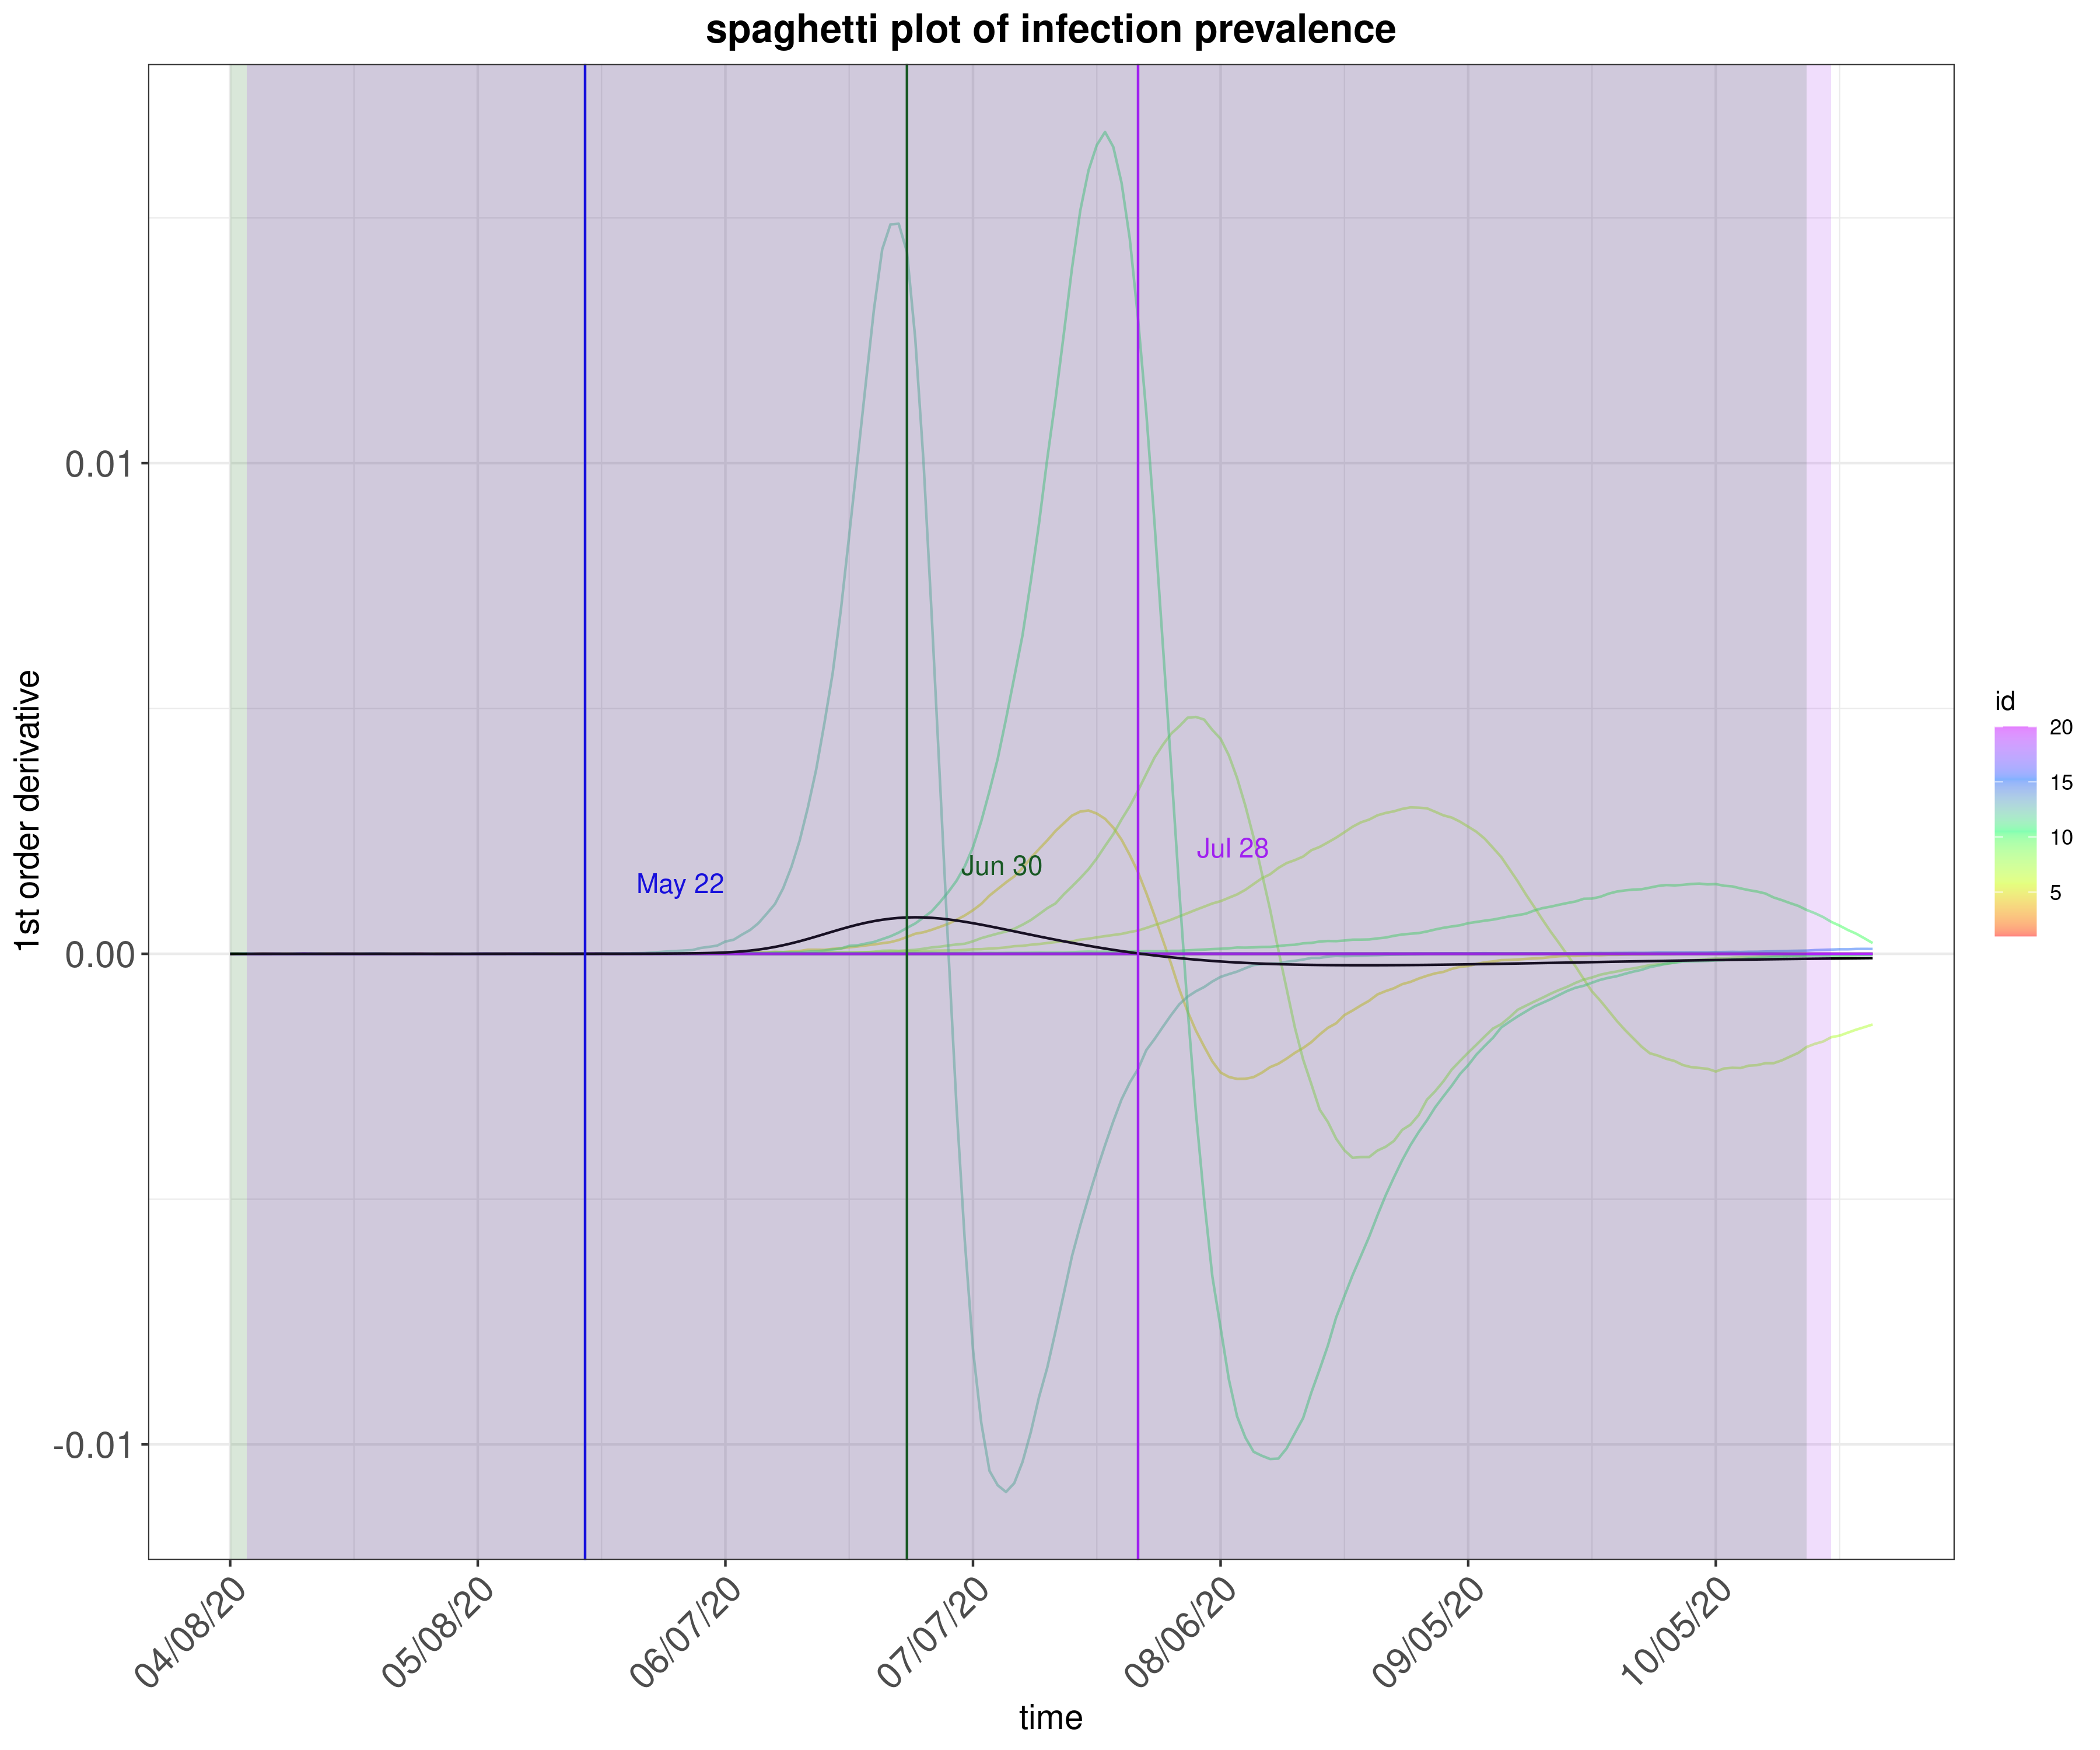 spaghetti plot of infection prevalence
1st order derivative
0.01
0.00
-0.01
May 22
Jun 30
Jul 28
04/08/20
05/08/20
06/07/20
07/07/20
08/06/20
09/05/20
10/05/20
time
id
20
15
10
5